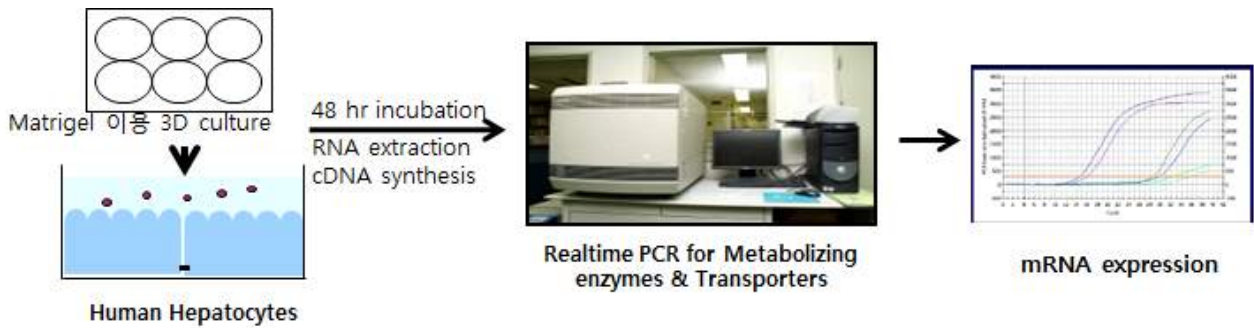 Matrigel 이용 3D culture
Human Hepatocytes
48 hr incubation
RNA extraction
cDNA synthesis
Realtime PCR for Metabolizing
enzymes & Transporters
mRNA expression